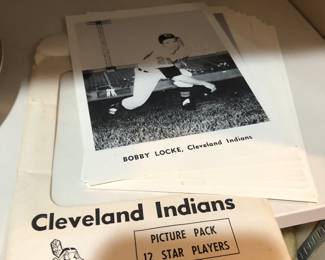 BOBBY LOCKE, Cleveland Indians
Cleveland Indians
PICTURE PACK
12 STAR PLAYERS